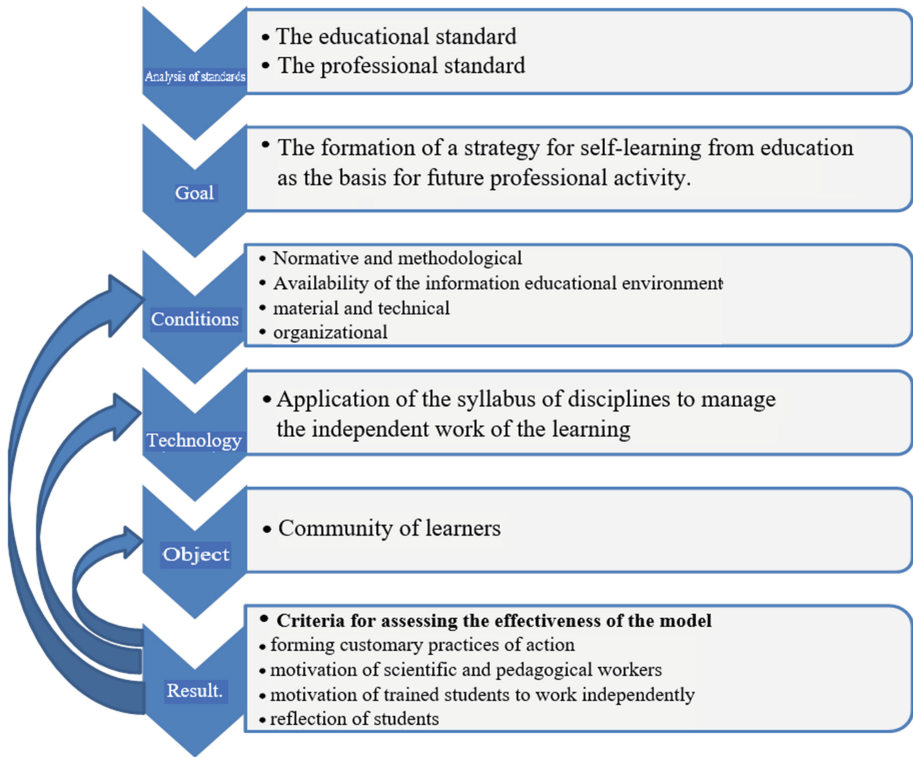 Analysis of standards
• The educational standard
• The professional standard
Goal
• The formation of a strategy for self-learning from education
as the basis for future professional activity.
Conditions
• Normative and methodological
• Availability of the information educational environment
• material and technical
• organizational
Technology
• Application of the syllabus of disciplines to manage
the independent work of the learning
Object
• Community of learners
Result.
• Criteria for assessing the effectiveness of the model
• forming customary practices of action
• motivation of scientific and pedagogical workers
• motivation of trained students to work independently
• reflection of students